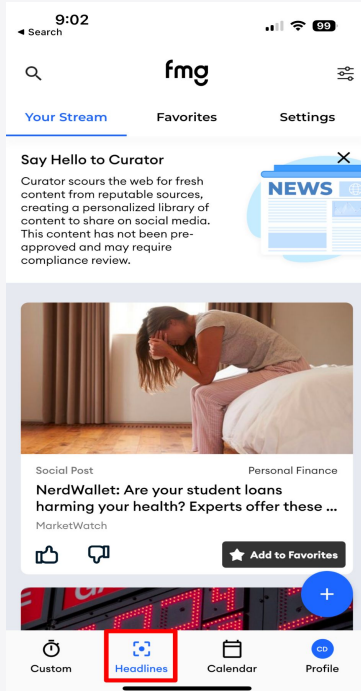 9:02
◀ Search
99
fmg
Your Stream
Favorites
Settings
Say Hello to Curator
Curator scours the web for fresh
content from reputable sources,
creating a personalized library of
content to share on social media.
This content has not been pre-
approved and may require
compliance review.
NEWS
Social Post
Personal Finance
NerdWallet: Are your student loans
harming your health? Experts offer these ...
MarketWatch
Add to Favorites
Custom
Headlines
Calendar
CD
Profile